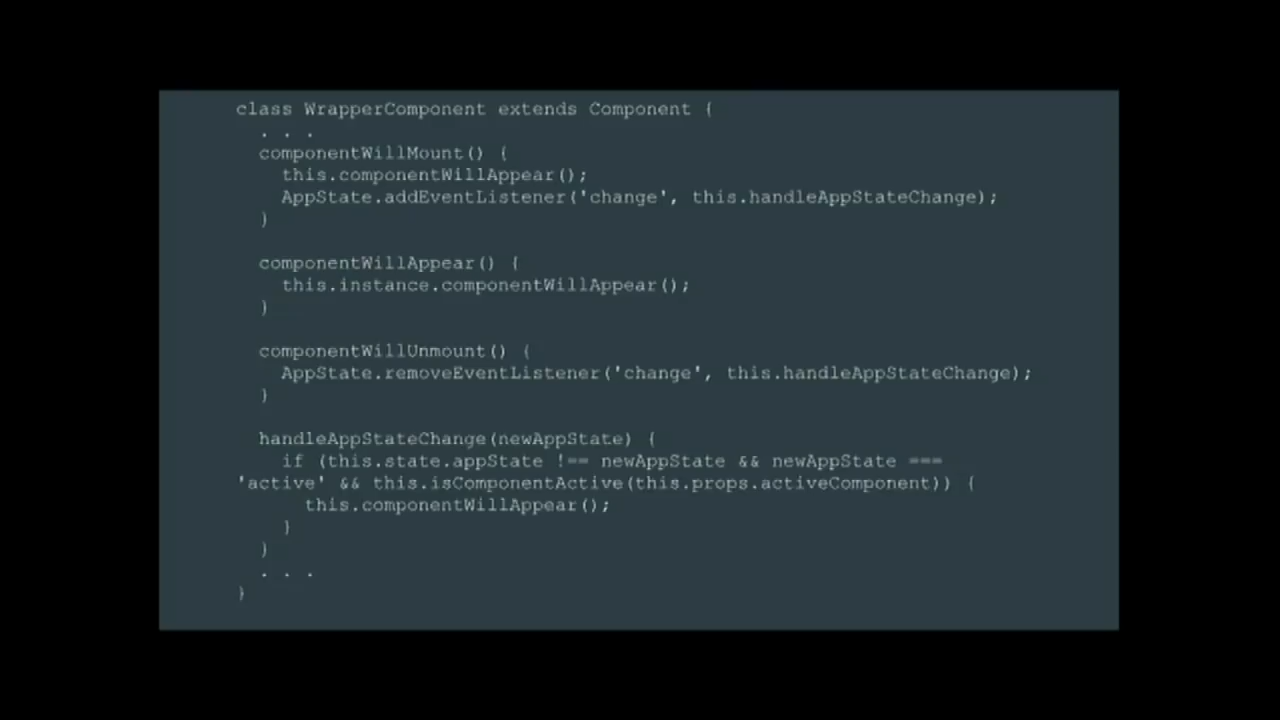 class WrapperComponent extends Component {
  . . .
  componentWillMount() {
    this.componentWillAppear();
    AppState.addEventListener('change', this.handleAppStateChange);
  }

  componentWillAppear() {
    this.instance.componentWillAppear();
  }

  componentWillUnmount() {
    AppState.removeEventListener('change', this.handleAppStateChange);
  }

  handleAppStateChange(newAppState) {
    if (this.state.appState !== newAppState && newAppState ===
'active' && this.isComponentActive(this.props.activeComponent)) {
      this.componentWillAppear();
    }
  }
  . . .
}